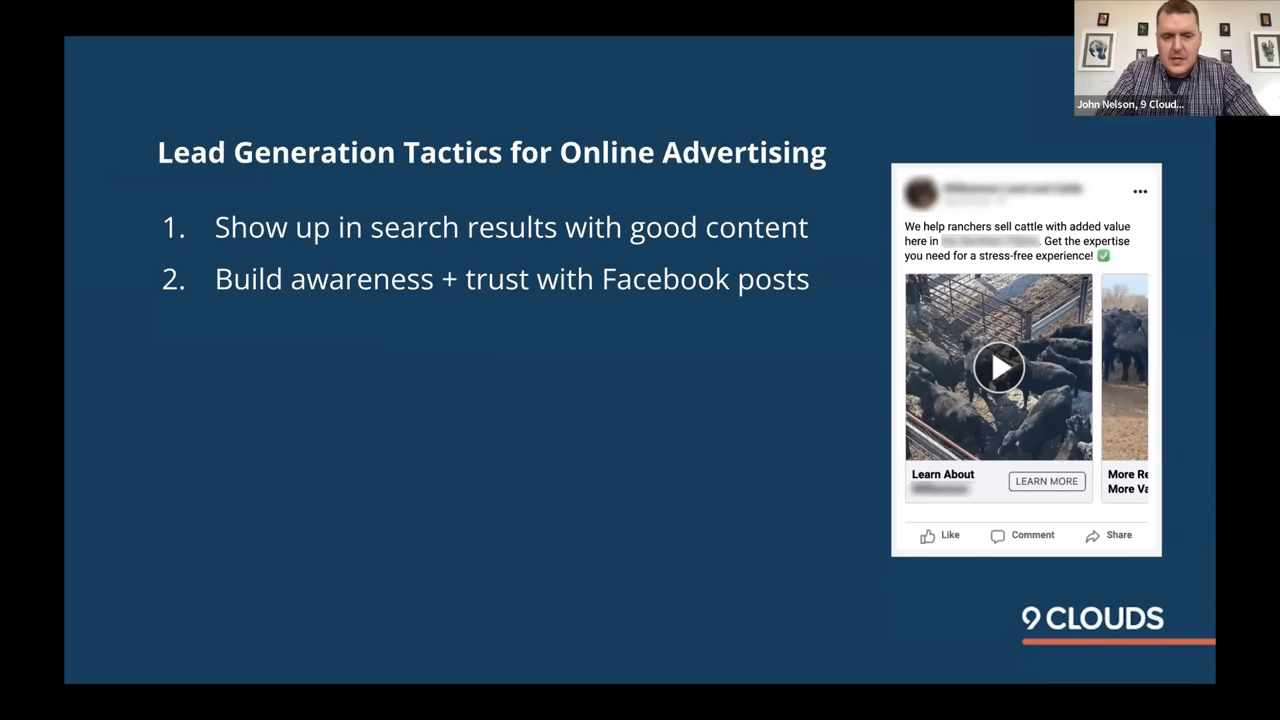 John Nelson, 9 Cloud...
Lead Generation Tactics for Online Advertising
1. Show up in search results with good content
2. Build awareness + trust with Facebook posts
We help ranchers sell cattle with added value
here in . Get the expertise
you need for a stress-free experience!
Learn About
LEARN MORE
More Re
More Va
Like
Comment
Share
9 CLOUDS